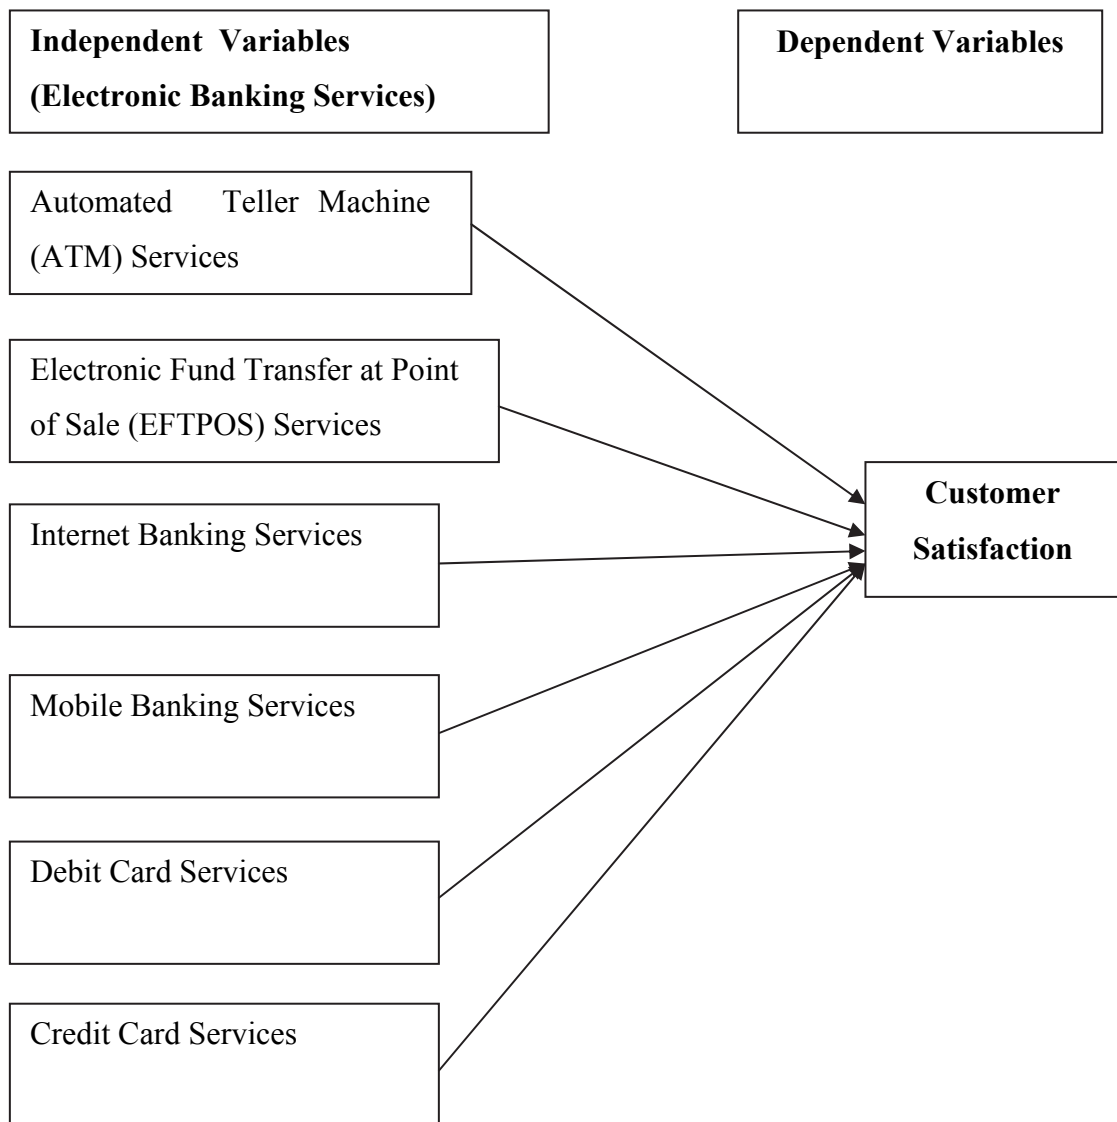 Independent Variables
(Electronic Banking Services)
Dependent Variables
Automated Teller Machine
(ATM) Services
Electronic Fund Transfer at Point
of Sale (EFTPOS) Services
Internet Banking Services
Customer
Satisfaction
Mobile Banking Services
Debit Card Services
Credit Card Services